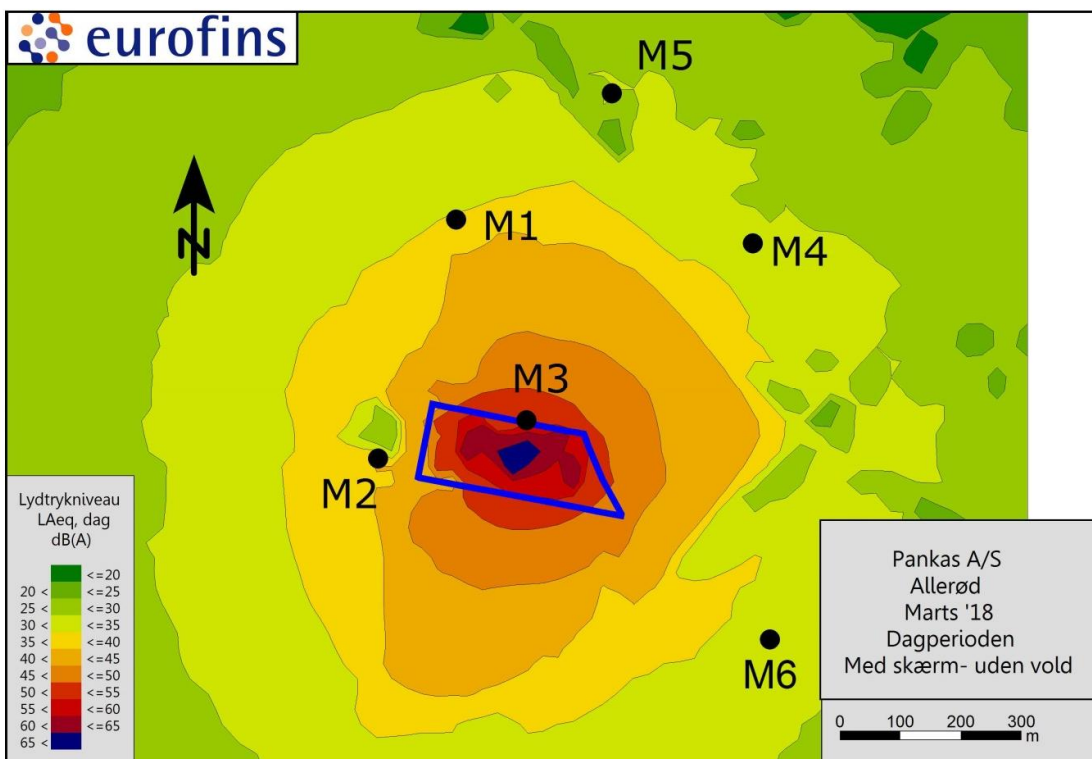 eurofins
M5
N
M1
M4
M3
M2
M6
Lydtrykniveau
LAeq, dag
dB(A)
<=20
20 < <=25
25 < <=30
30 < <=35
35 < <=40
40 < <=45
45 < <=50
50 < <=55
55 < <=60
60 < <=65
65 <
Pankas A/S
Allerød
Marts '18
Dagperioden
Med skærm- uden vold
0 100 200 300
m